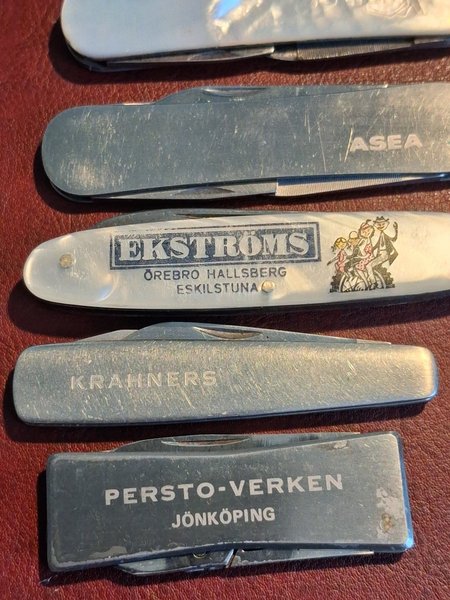 ASEA
EKSTRÖMS
ÖREBRO HALLSBERG
ESKILSTUNA
KRAHNERS
PERSTO-VERKEN
JÖNKÖPING